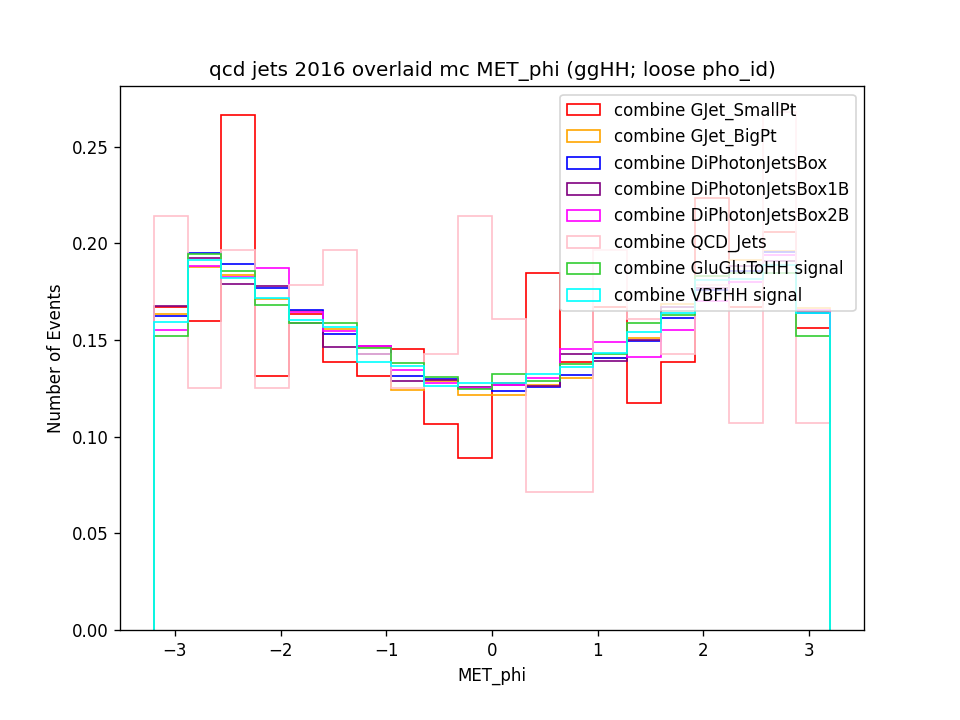 qcd jets 2016 overlaid mc MET_phi (ggHH; loose pho_id)
combine GJet_SmallPt
combine GJet_BigPt
combine DiPhotonJetsBox
combine DiPhotonJetsBox1B
combine DiPhotonJetsBox2B
combine QCD_Jets
combine GluGluToHH signal
combine VBFHH signal
Number of Events
0.25
0.20
0.15
0.10
0.05
0.00
−3 −2 −1 0 1 2 3
MET_phi